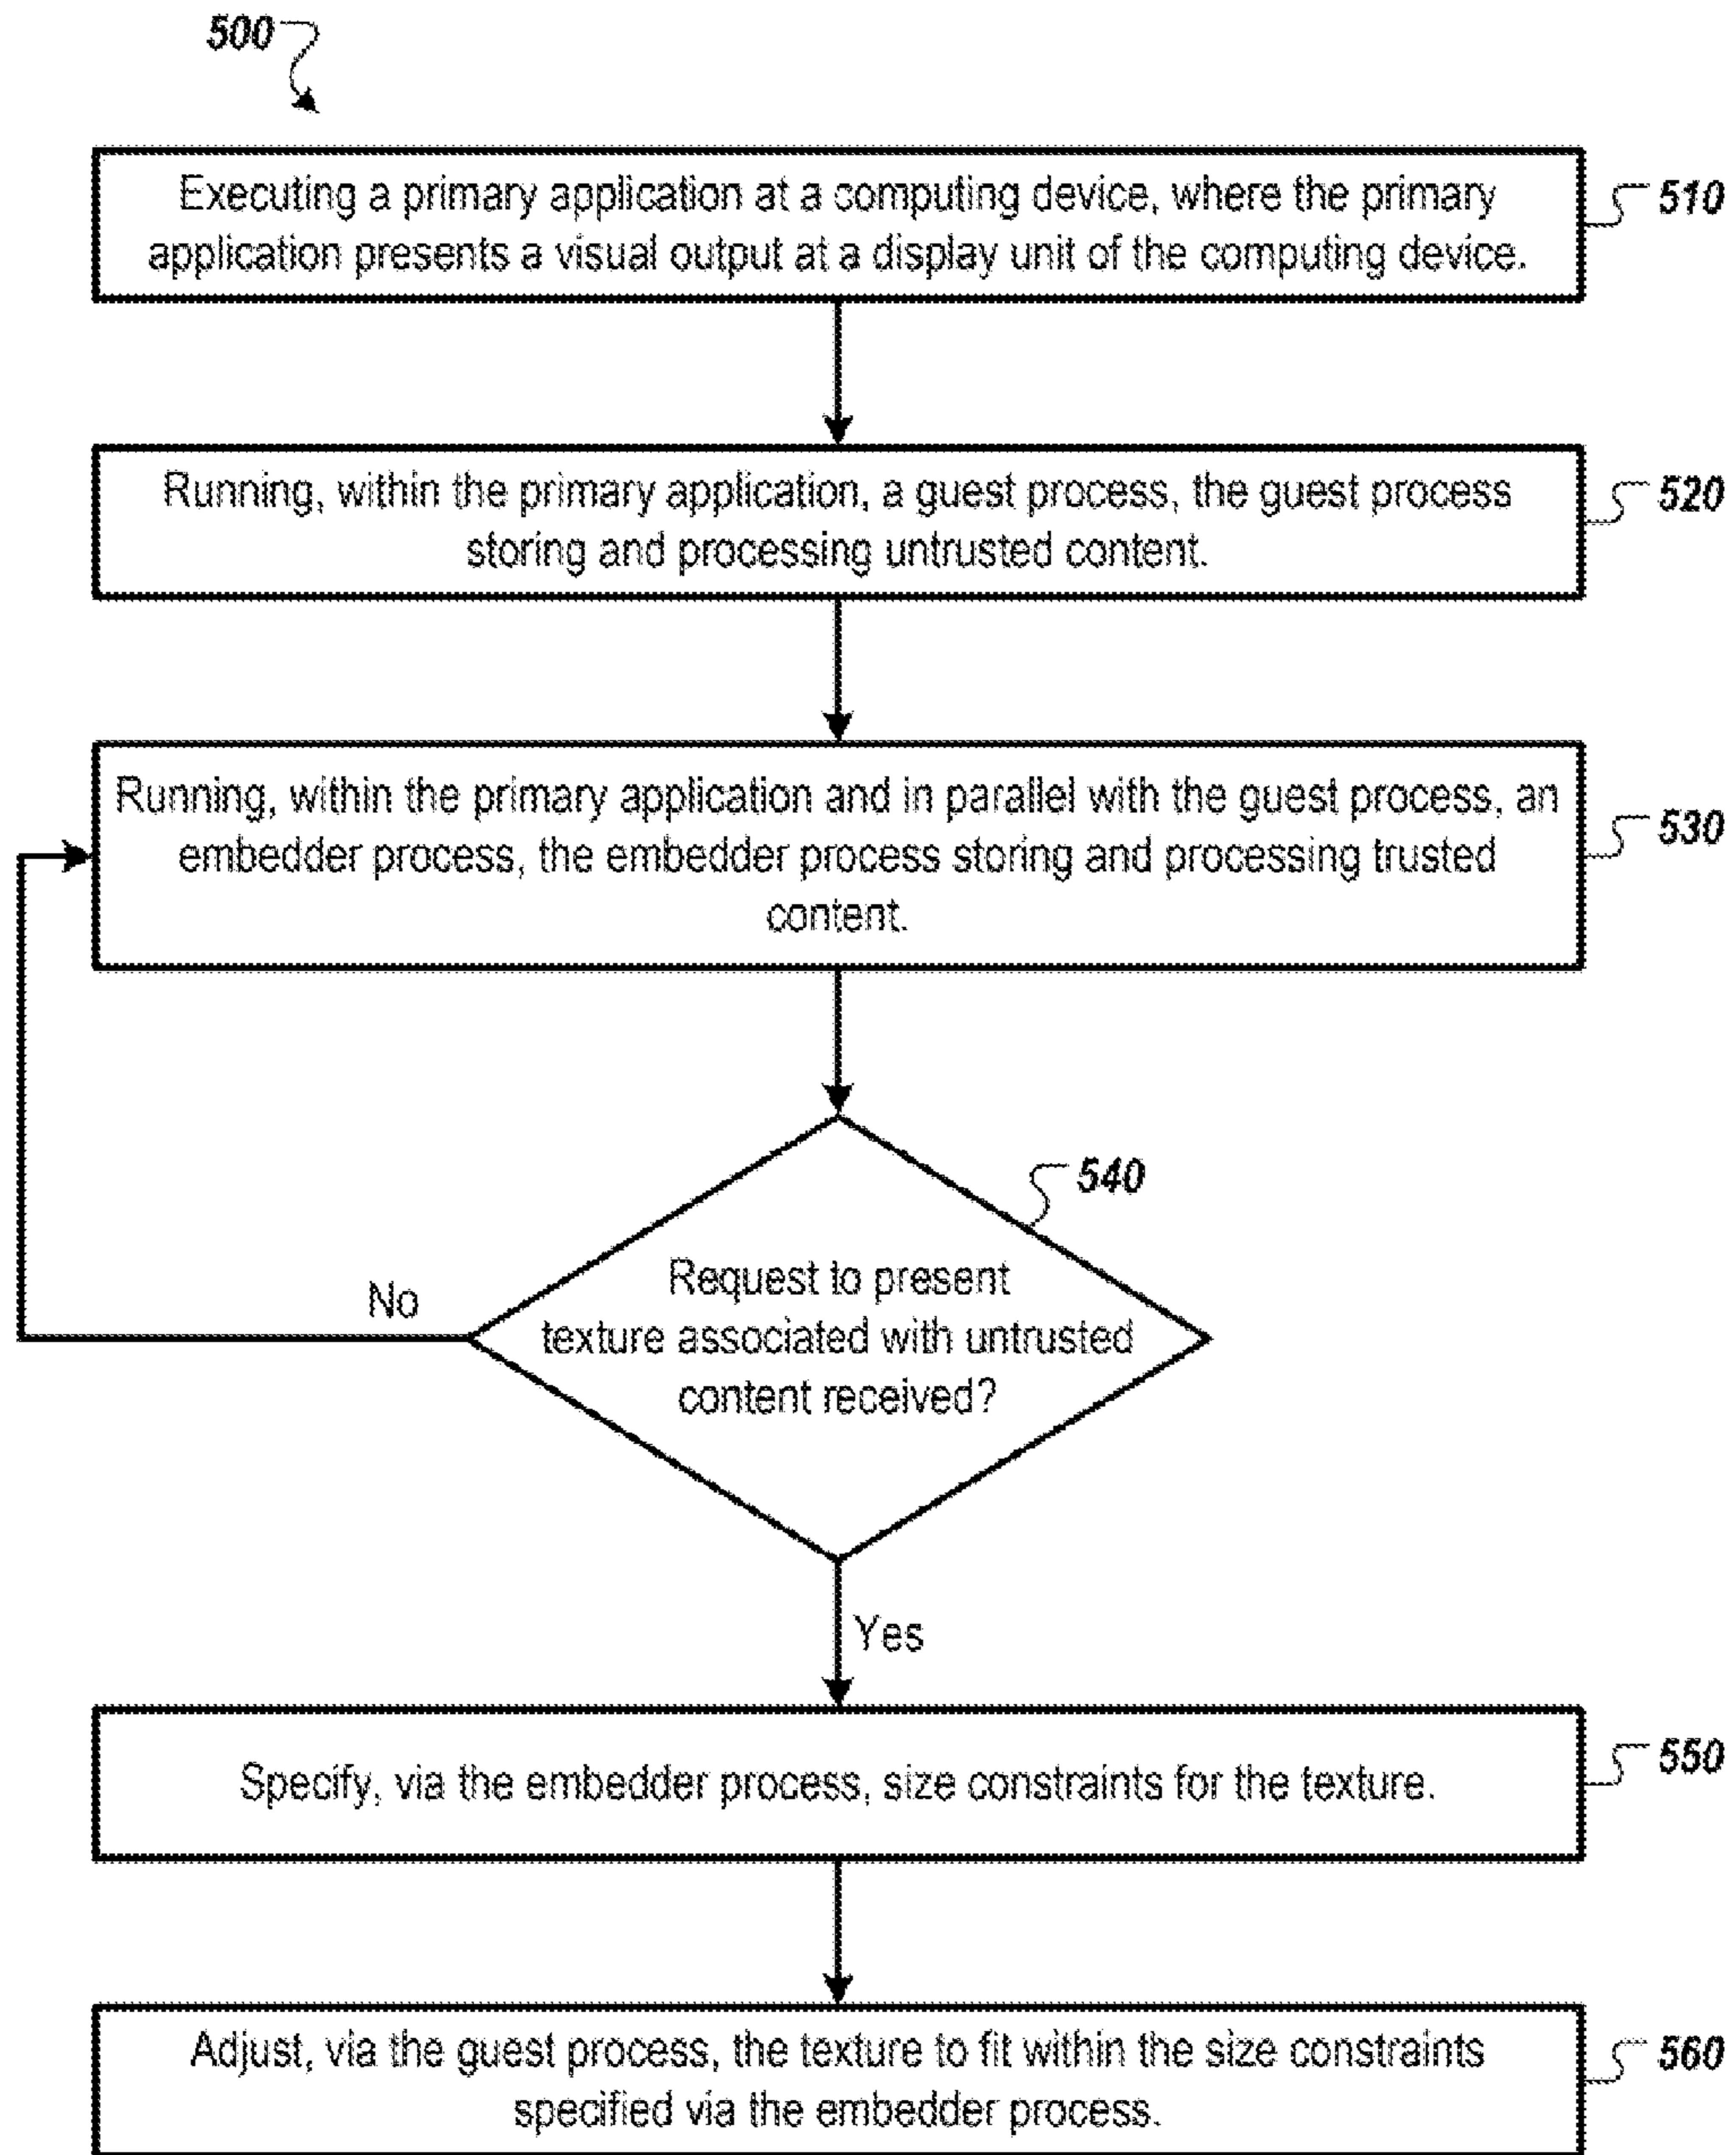 500
Executing a primary application at a computing device, where the primary
application presents a visual output at a display unit of the computing device.
510
Running, within the primary application, a guest process, the guest process
storing and processing untrusted content.
520
Running, within the primary application and in parallel with the guest process, an
embedder process, the embedder process storing and processing trusted
content.
530
540
Request to present
texture associated with untrusted
content received?
No
Yes
Specify, via the embedder process, size constraints for the texture.
550
Adjust, via the guest process, the texture to fit within the size constraints
specified via the embedder process.
560